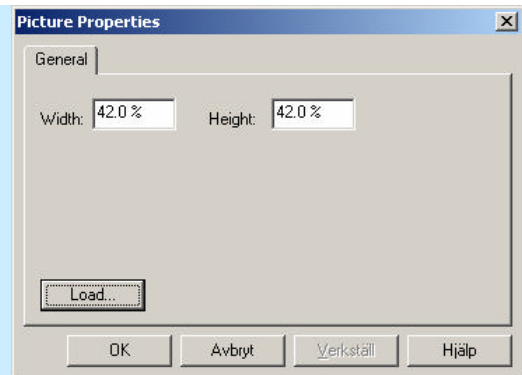 Picture Properties
General
Width: 42.0 % Height: 42.0 %
Load...
OK Avbryt Verkställ Hjälp